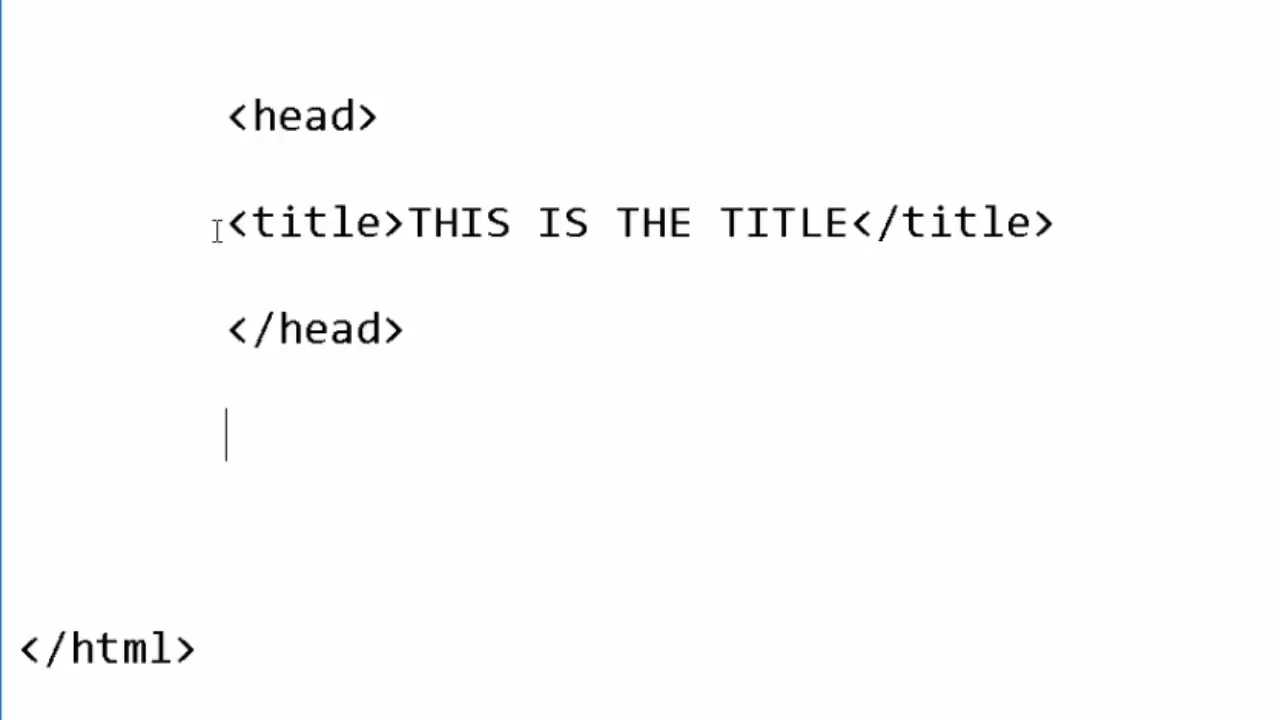 <head>
<title>THIS IS THE TITLE</title>
</head>
</html>